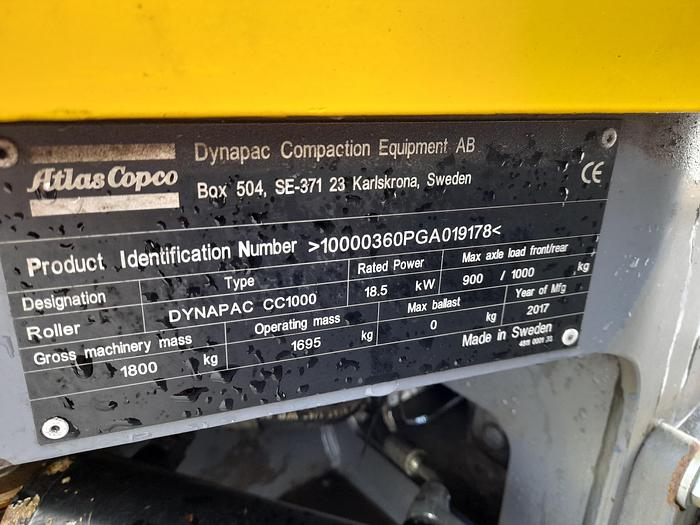 Atlas Copco
Dynapac Compaction Equipment AB
Box 504, SE-371 23 Karlskrona, Sweden
CE
Product Identification Number >10000360PGA019178<
Designation Type Rated Power Max axle load front/rear
Roller DYNAPAC CC1000 18.5 kW 900 / 1000 kg
Gross machinery mass Operating mass Max ballast Year of Mfg
1800 kg 1695 kg 0 kg 2017
Made in Sweden